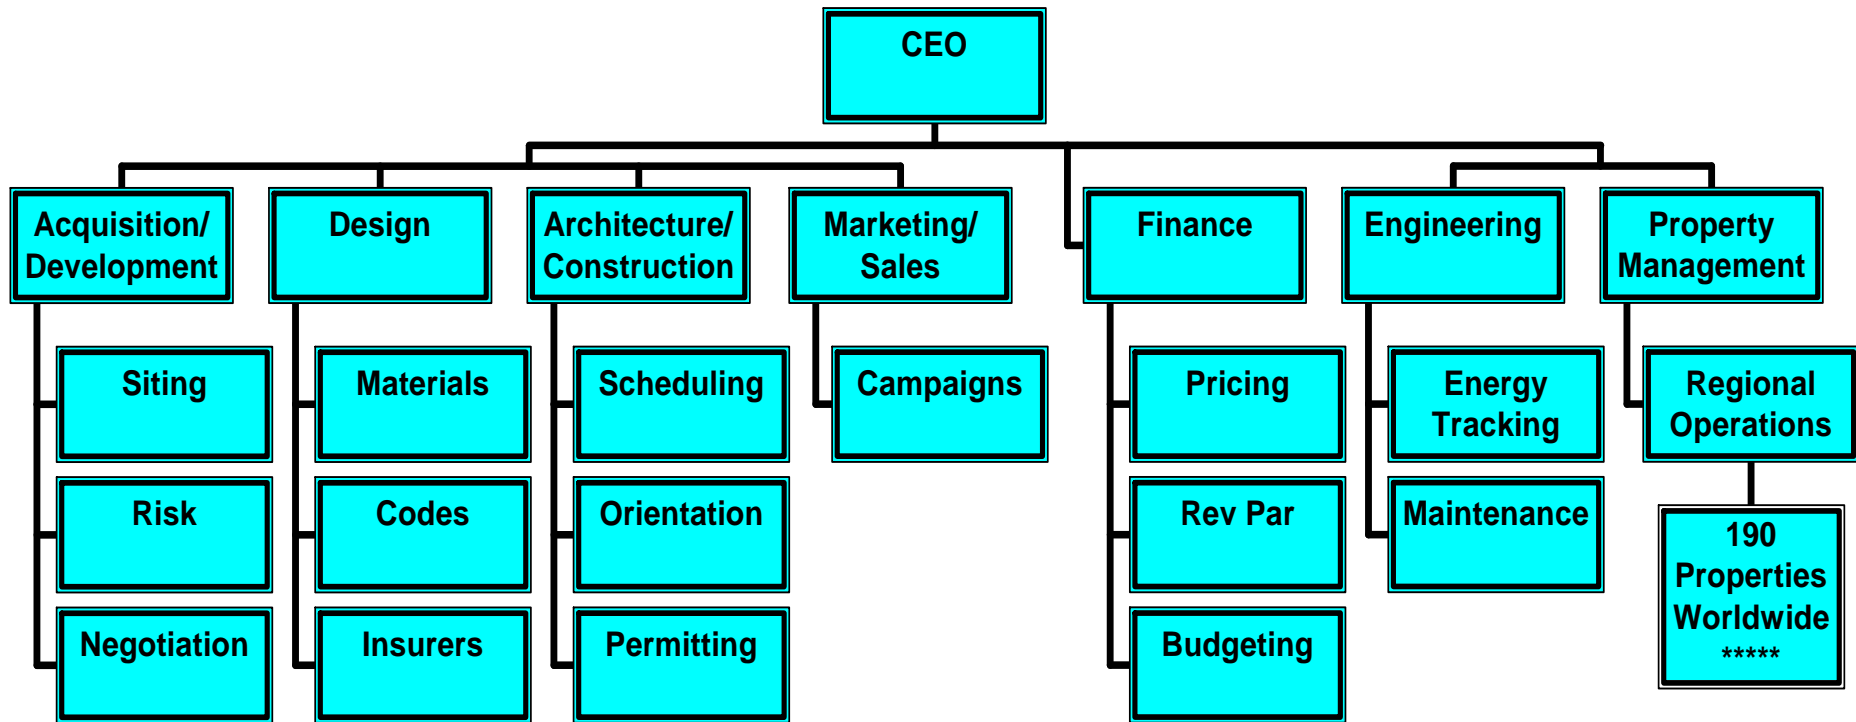 CEO
Acquisition/
Development
Design
Architecture/
Construction
Marketing/
Sales
Finance
Engineering
Property
Management
Siting
Materials
Scheduling
Campaigns
Pricing
Energy
Tracking
Regional
Operations
Risk
Codes
Orientation
Rev Par
Maintenance
190
Properties
Worldwide
*****
Negotiation
Insurers
Permitting
Budgeting